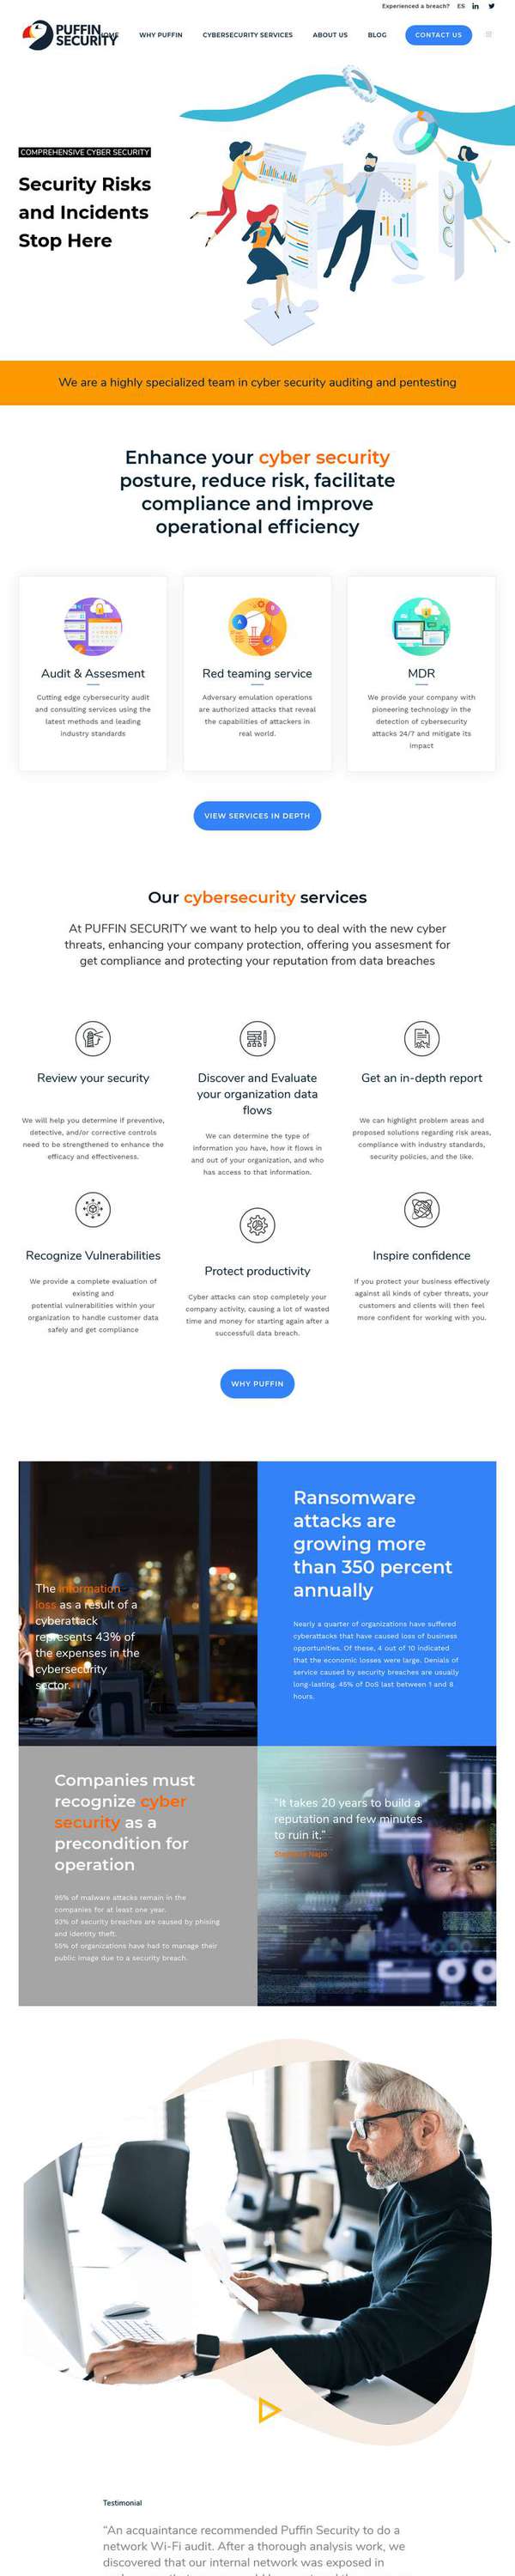 Experienced a breach? ES in
PUFFIN
SECURITY
HOME WHY PUFFIN CYBERSECURITY SERVICES ABOUT US BLOG CONTACT US
COMPREHENSIVE CYBER SECURITY
Security Risks
and Incidents
Stop Here
We are a highly specialized team in cyber security auditing and pentesting
Enhance your cyber security
posture, reduce risk, facilitate
compliance and improve
operational efficiency
Audit & Assesment
Cutting edge cybersecurity audit
and consulting services using the
latest methods and leading
industry standards
Red teaming service
Adversary emulation operations
are authorized attacks that reveal
the capabilities of attackers in
real world.
MDR
We provide your company with
pioneering technology in the
detection of cybersecurity
attacks 24/7 and mitigate its
impact
VIEW SERVICES IN DEPTH
Our cybersecurity services
At PUFFIN SECURITY we want to help you to deal with the new cyber
threats, enhancing your company protection, offering you assesment for
get compliance and protecting your reputation from data breaches
Review your security
We will help you determine if preventive,
detective, and/or corrective controls
need to be strengthened to enhance the
efficacy and effectiveness.
Discover and Evaluate
your organization data
flows
We can determine the type of
information you have, how it flows in
and out of your organization, and who
has access to that information.
Get an in-depth report
We can highlight problem areas and
proposed solutions regarding risk areas,
compliance with industry standards,
security policies, and the like.
Recognize Vulnerabilities
We provide a complete evaluation of
existing and
potential vulnerabilities within your
organization to handle customer data
safely and get compliance
Protect productivity
Cyber attacks can stop completely your
company activity, causing a lot of wasted
time and money for starting again after a
successfull data breach.
Inspire confidence
If you protect your business effectively
against all kinds of cyber threats, your
customers and clients will then feel
more confident for working with you.
WHY PUFFIN
The information
loss as a result of a
cyberattack
represents 43% of
the expenses in the
cybersecurity
sector.
Ransomware
attacks are
growing more
than 350 percent
annually
Nearly a quarter of organizations have suffered
cyberattacks that have caused loss of business
opportunities. Of these, 4 out of 10 indicated
that the economic losses were large. Denials of
service caused by security breaches are usually
long-lasting. 45% of DoS last between 1 and 8
hours.
Companies must
recognize cyber
security as a
precondition for
operation
95% of malware attacks remain in the
companies for at least one year.
93% of security breaches are caused by phising
and identity theft.
55% of organizations have had to manage their
public image due to a security breach.
"It takes 20 years to build a
reputation and few minutes
to ruin it."
Stephane Napo
Testimonial
"An acquaintance recommended Puffin Security to do a
network Wi-Fi audit. After a thorough analysis work, we
discovered that our internal network was exposed in